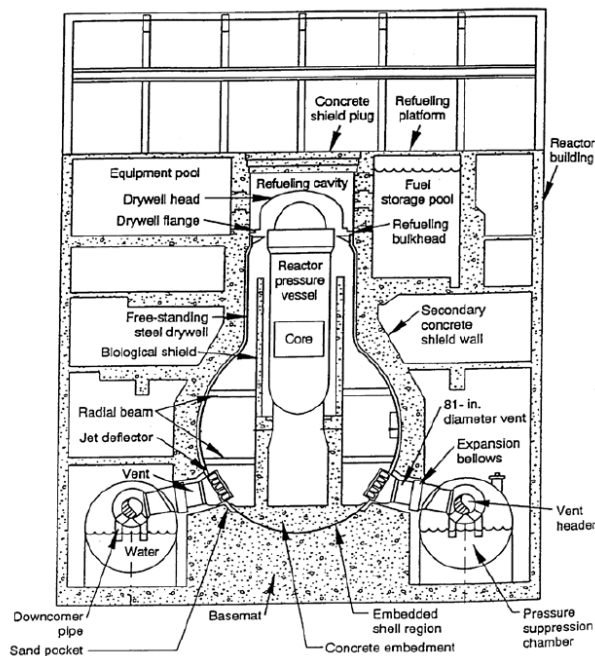 Concrete
shield plug
Refueling
platform
Reactor
building
Equipment pool
Refueling cavity
Fuel
storage pool
Drywell head
Drywell flange
Refueling
bulkhead
Reactor
pressure
vessel
Free-standing
steel drywell
Secondary
concrete
shield wall
Biological shield
Core
Radial beam
81- in.
diameter vent
Jet deflector
Expansion
bellows
Vent
Vent
header
Water
Downcomer
pipe
Basemat
Embedded
shell region
Pressure
suppression
chamber
Sand pocket
Concrete embedment